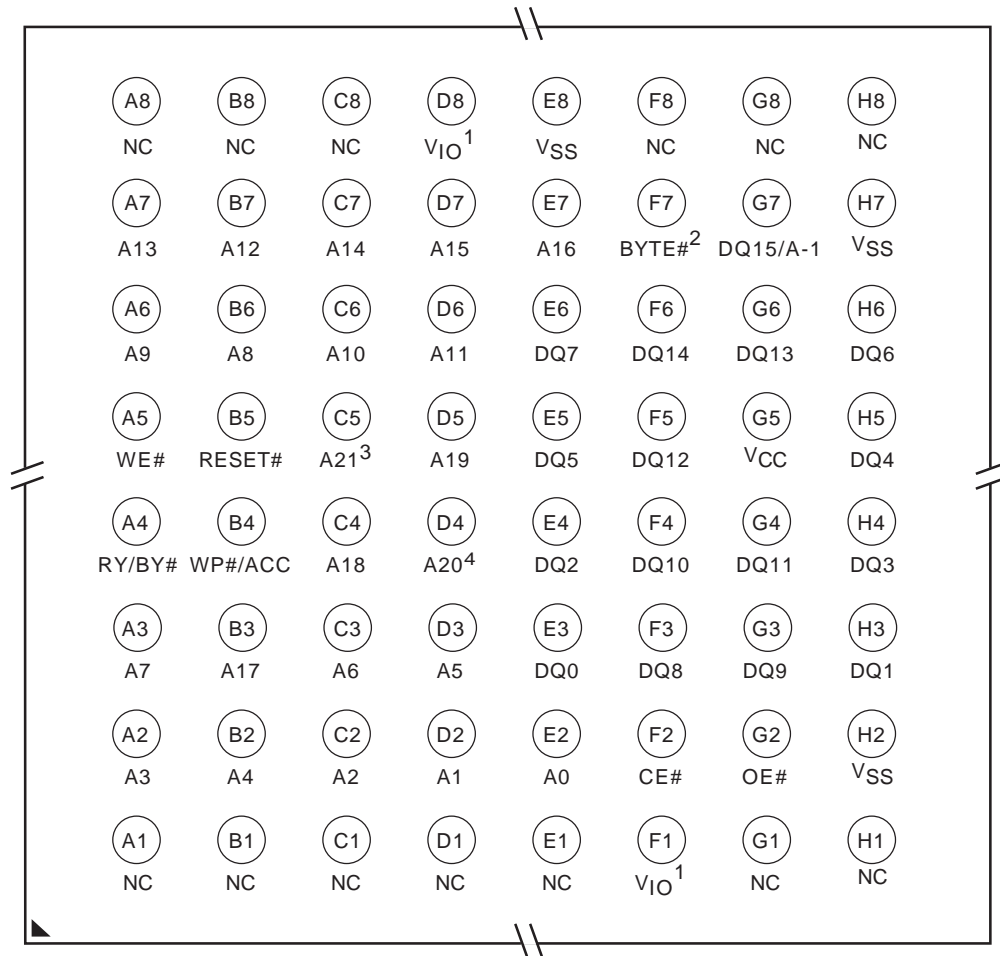 A8 B8 C8 D8 E8 F8 G8 H8
NC NC NC VIO1 VSS NC NC NC
A7 B7 C7 D7 E7 F7 G7 H7
A13 A12 A14 A15 A16 BYTE#2 DQ15/A-1 VSS
A6 B6 C6 D6 E6 F6 G6 H6
A9 A8 A10 A11 DQ7 DQ14 DQ13 DQ6
A5 B5 C5 D5 E5 F5 G5 H5
WE# RESET# A213 A19 DQ5 DQ12 VCC DQ4
A4 B4 C4 D4 E4 F4 G4 H4
RY/BY# WP#/ACC A18 A204 DQ2 DQ10 DQ11 DQ3
A3 B3 C3 D3 E3 F3 G3 H3
A7 A17 A6 A5 DQ0 DQ8 DQ9 DQ1
A2 B2 C2 D2 E2 F2 G2 H2
A3 A4 A2 A1 A0 CE# OE# VSS
A1 B1 C1 D1 E1 F1 G1 H1
NC NC NC NC NC VIO1 NC NC